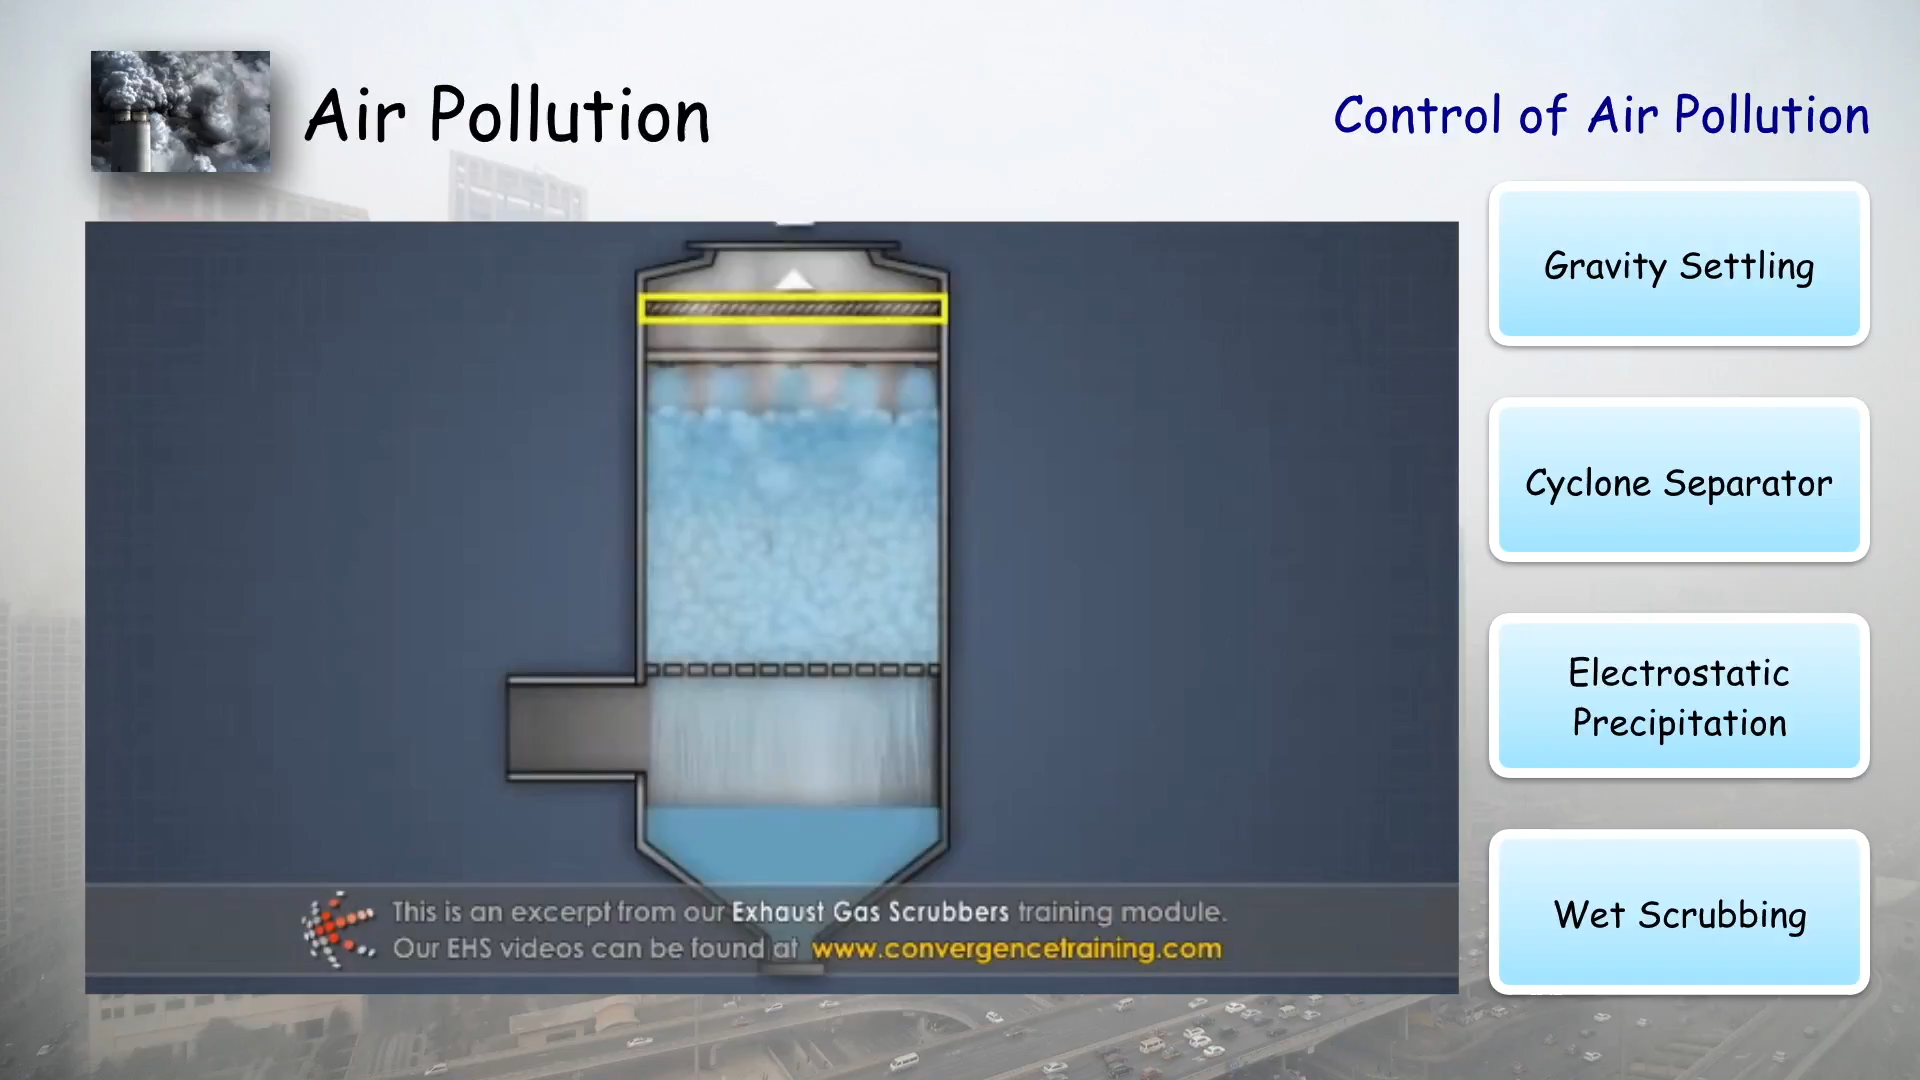 Air Pollution
Control of Air Pollution
Gravity Settling
Cyclone Separator
Electrostatic
Precipitation
Wet Scrubbing
This is an excerpt from our Exhaust Gas Scrubbers training module.
Our EHS videos can be found at www.convergencetraining.com